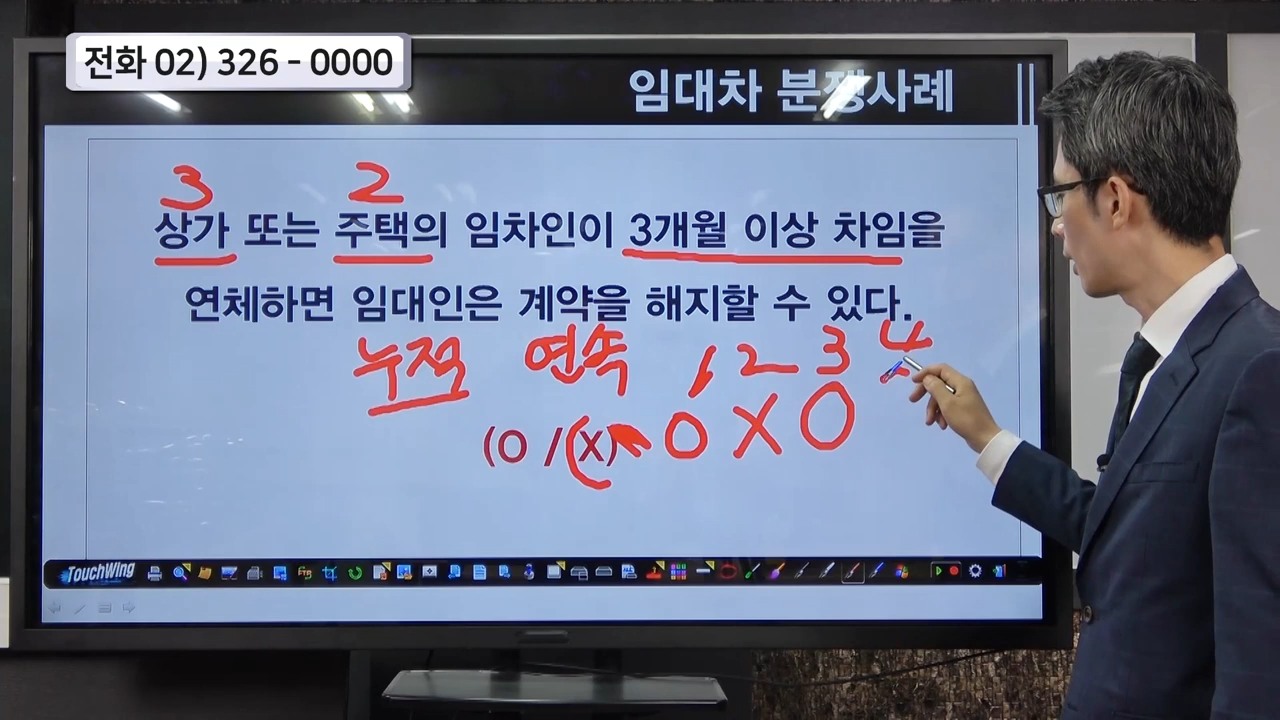 전화 02) 326 - 0000
임대차 분쟁사례
3 2
상가 또는 주택의 임차인이 3개월 이상 차임을
연체하면 임대인은 계약을 해지할 수 있다.
누적 연속 1 2 3 4
(O / X) O X O
TouchWing